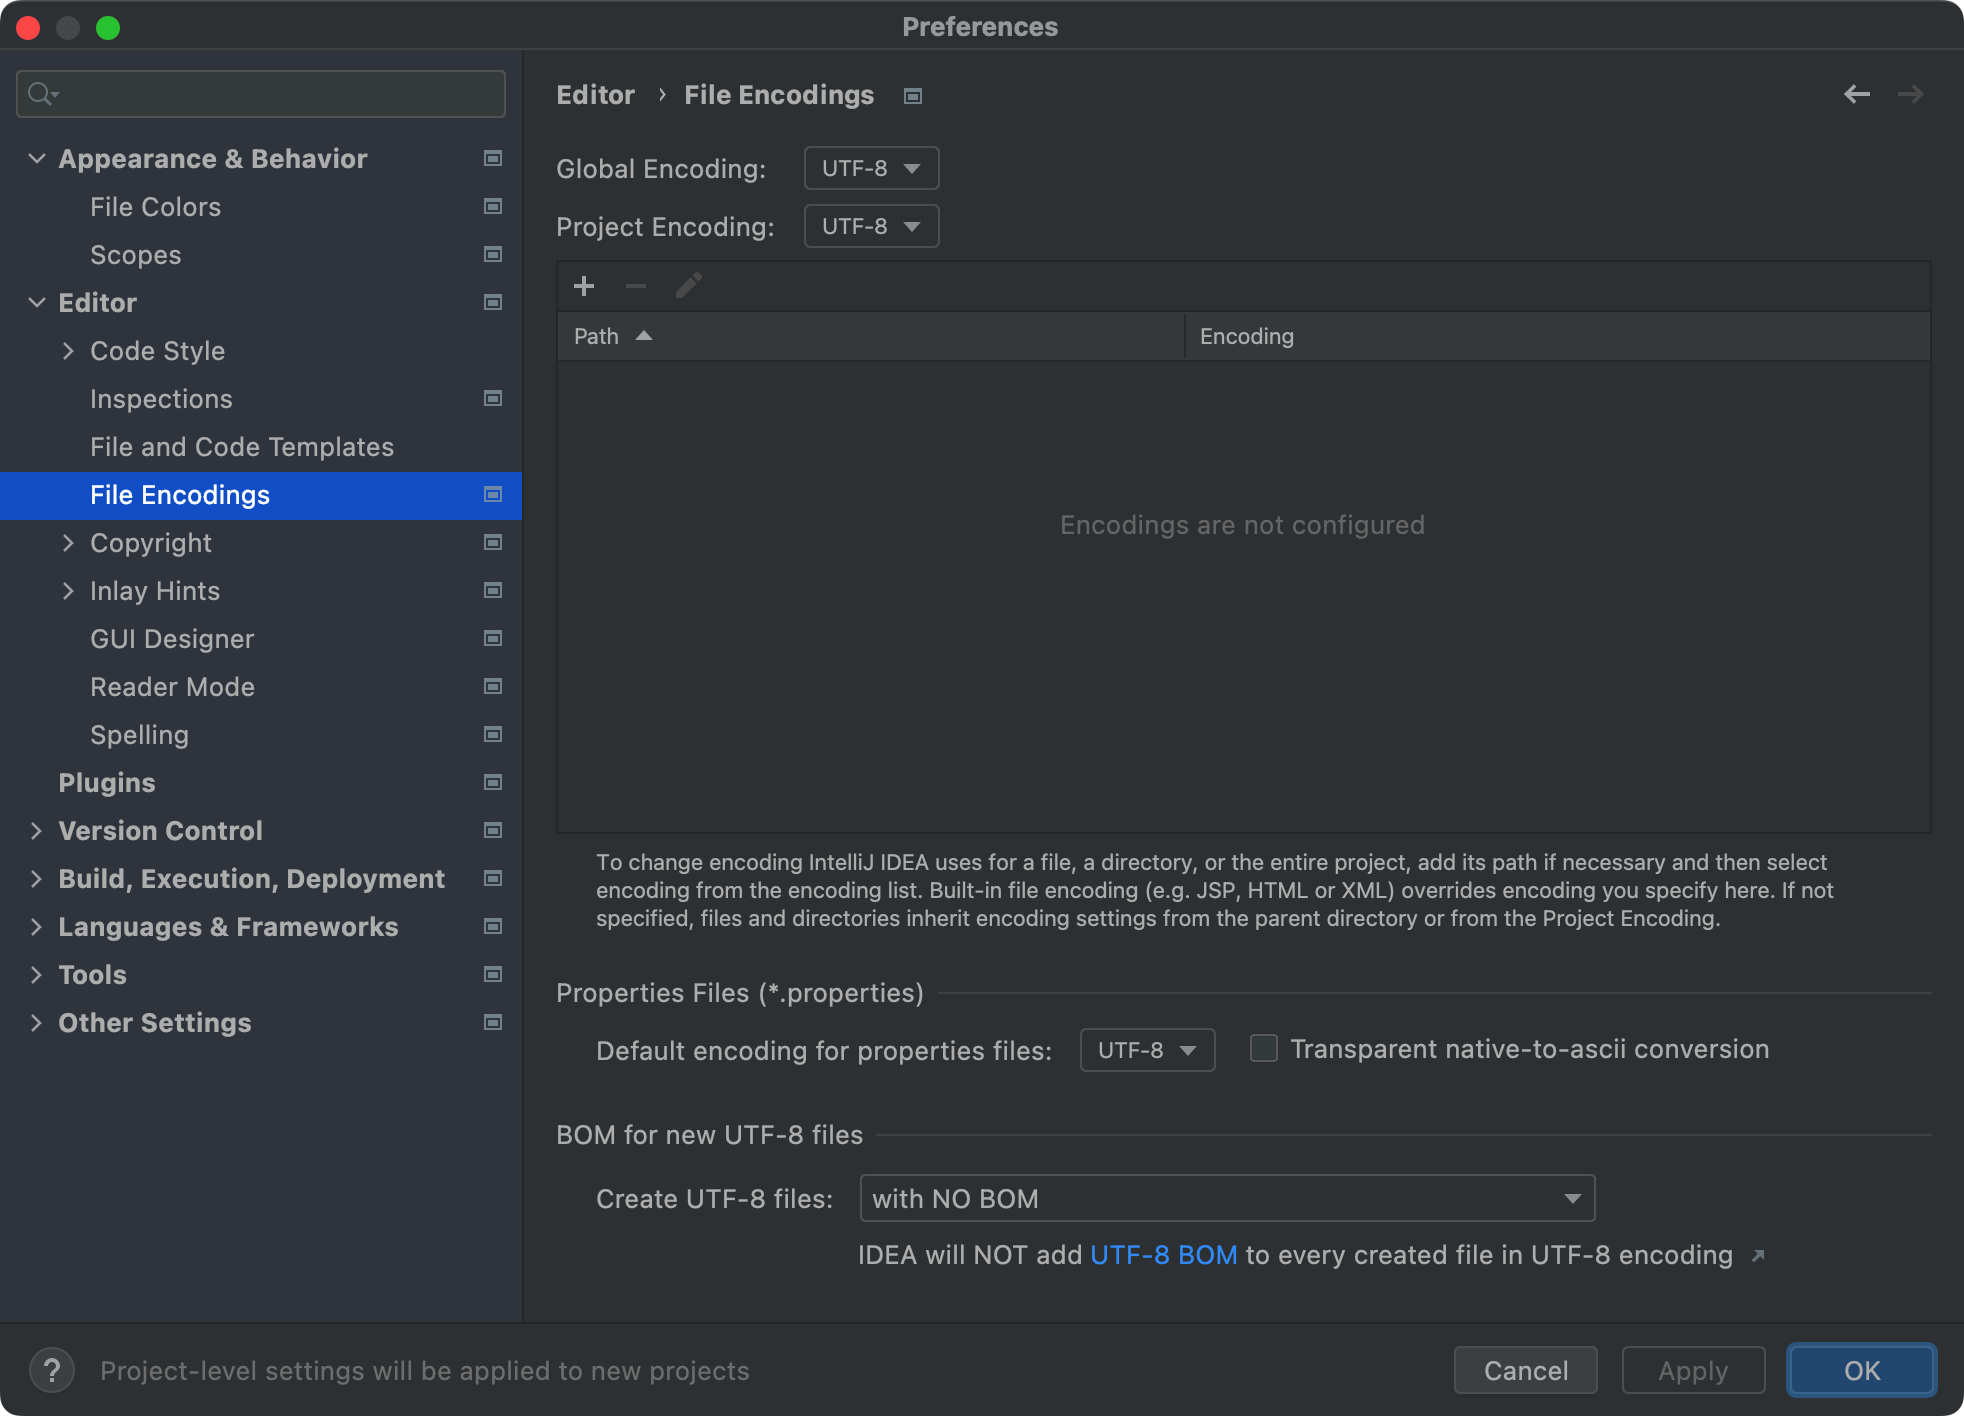 Preferences
Appearance & Behavior
File Colors
Scopes
Editor
Code Style
Inspections
File and Code Templates
File Encodings
Copyright
Inlay Hints
GUI Designer
Reader Mode
Spelling
Plugins
Version Control
Build, Execution, Deployment
Languages & Frameworks
Tools
Other Settings
Editor › File Encodings
Global Encoding: UTF-8
Project Encoding: UTF-8
Path Encoding
Encodings are not configured
To change encoding IntelliJ IDEA uses for a file, a directory, or the entire project, add its path if necessary and then select
encoding from the encoding list. Built-in file encoding (e.g. JSP, HTML or XML) overrides encoding you specify here. If not
specified, files and directories inherit encoding settings from the parent directory or from the Project Encoding.
Properties Files (*.properties)
Default encoding for properties files: UTF-8 Transparent native-to-ascii conversion
BOM for new UTF-8 files
Create UTF-8 files: with NO BOM
IDEA will NOT add UTF-8 BOM to every created file in UTF-8 encoding
? Project-level settings will be applied to new projects
Cancel Apply OK